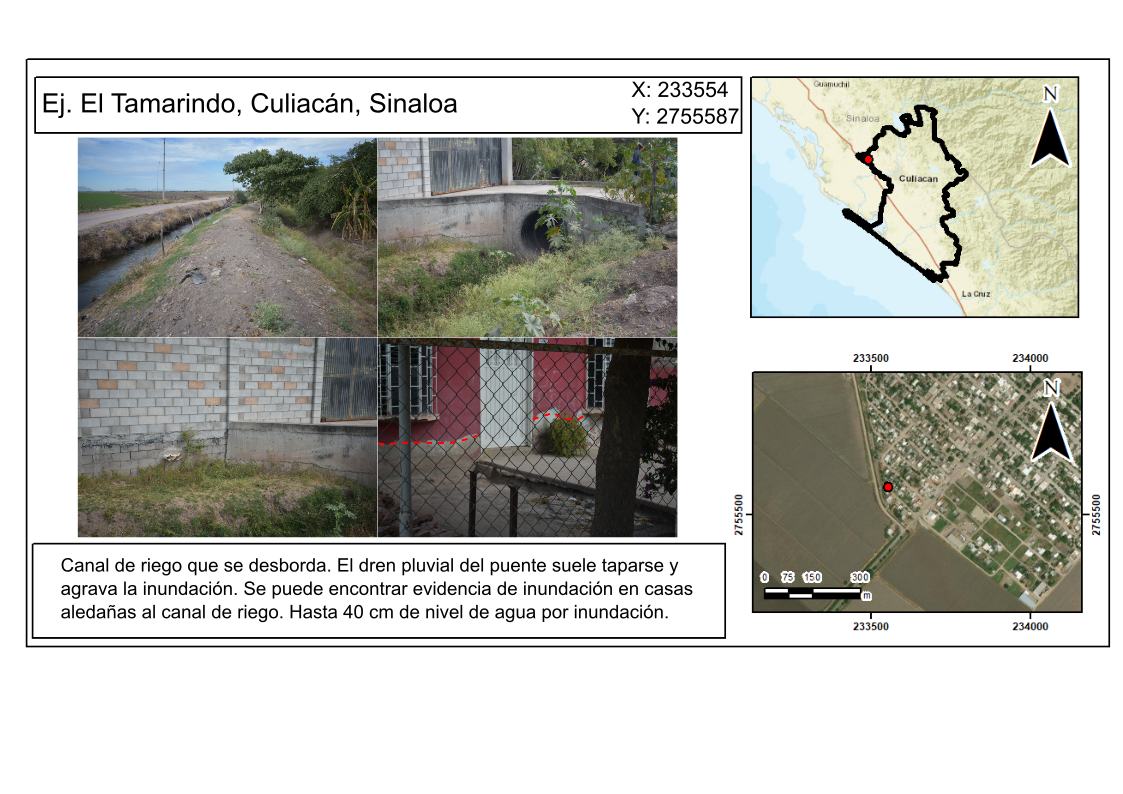 Ej. El Tamarindo, Culiacán, Sinaloa
X: 233554
Y: 2755587
Canal de riego que se desborda. El dren pluvial del puente suele taparse y
agrava la inundación. Se puede encontrar evidencia de inundación en casas
aledañas al canal de riego. Hasta 40 cm de nivel de agua por inundación.
Guamuchil
Sinaloa
Culiacan
La Cruz
N
233500 234000
N
2755500
2755500
0 75 150 300
m
233500 234000